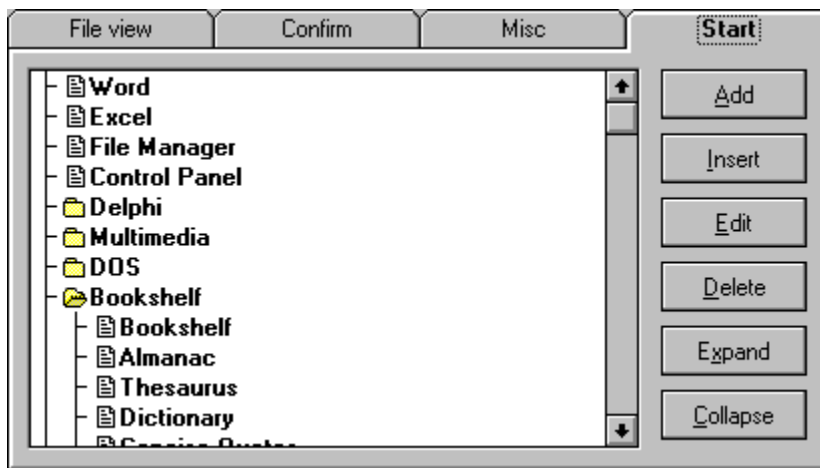 File view Confirm Misc Start
Word
Excel
File Manager
Control Panel
Delphi
Multimedia
DOS
Bookshelf
Bookshelf
Almanac
Thesaurus
Dictionary
Add
Insert
Edit
Delete
Expand
Collapse